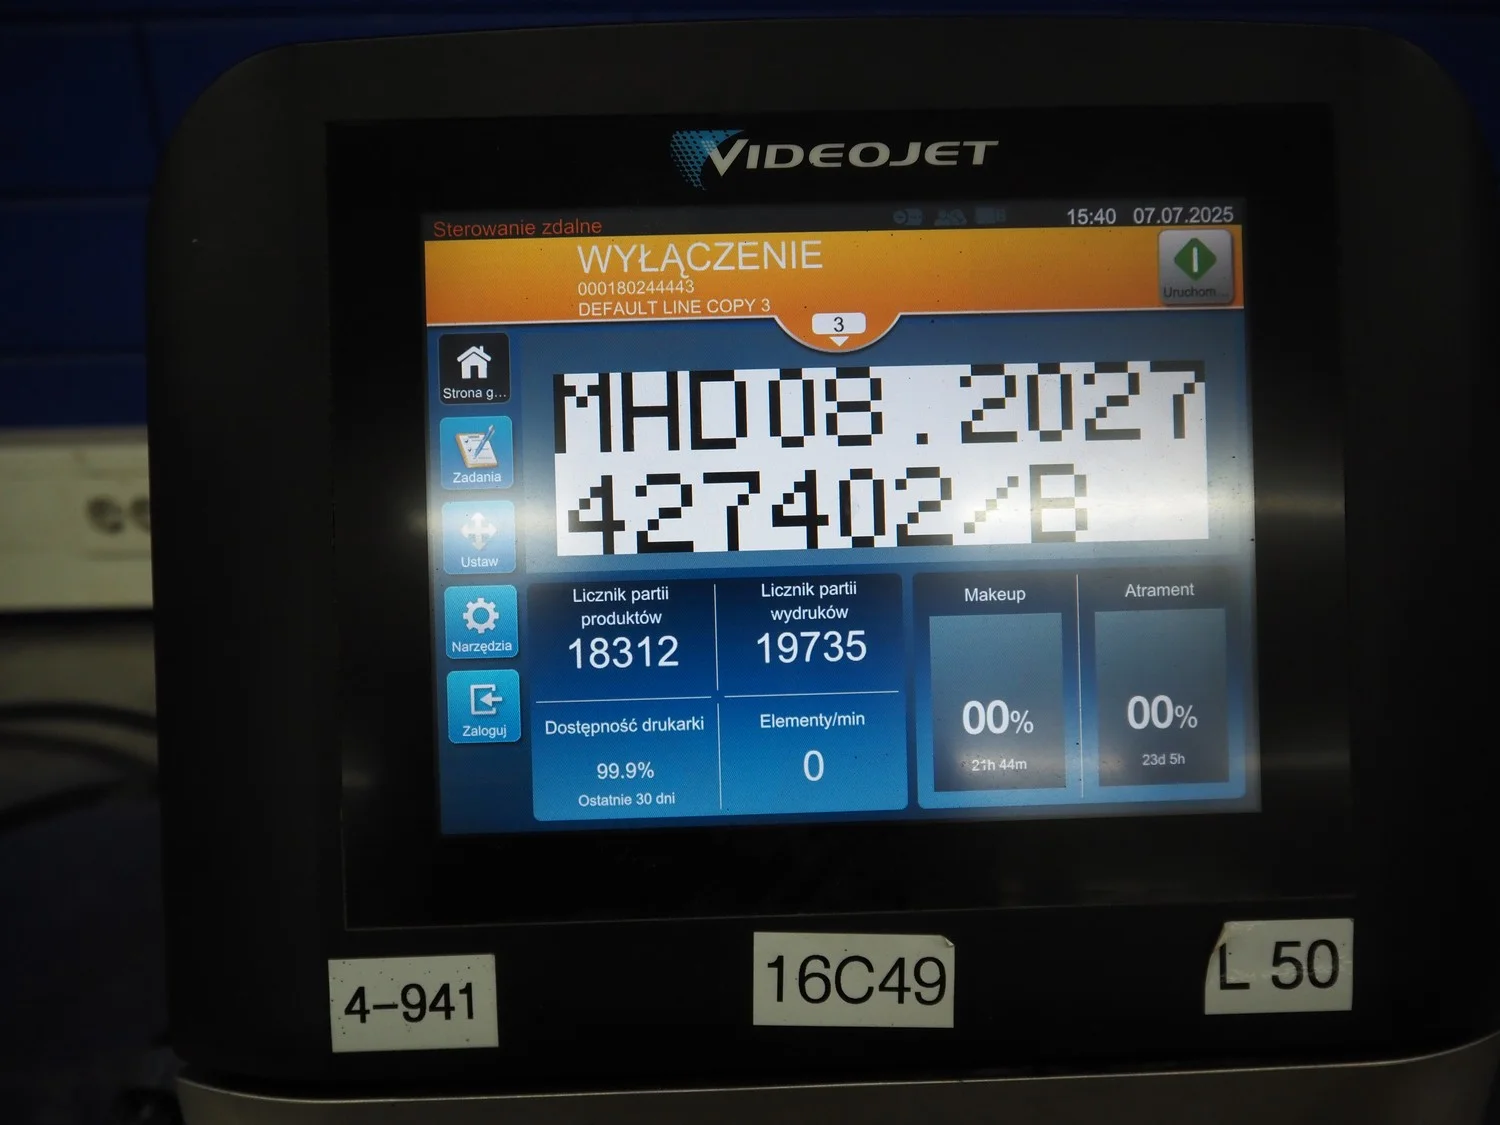 VIDEOJET
Sterowanie zdalne
15:40 07.07.2025
WYŁĄCZENIE
000180244443
DEFAULT LINE COPY 3
Uruchom...
3
Strona g...
MHD08.2027
427402/B
Zadania
Ustaw
Narzędzia
Zaloguj
Licznik partii
produktów
18312
Licznik partii
wydruków
19735
Dostępność drukarki
99.9%
Ostatnie 30 dni
Elementy/min
0
Makeup
00%
21h 44m
Atrament
00%
23d 5h
4-941
16C49
L 50